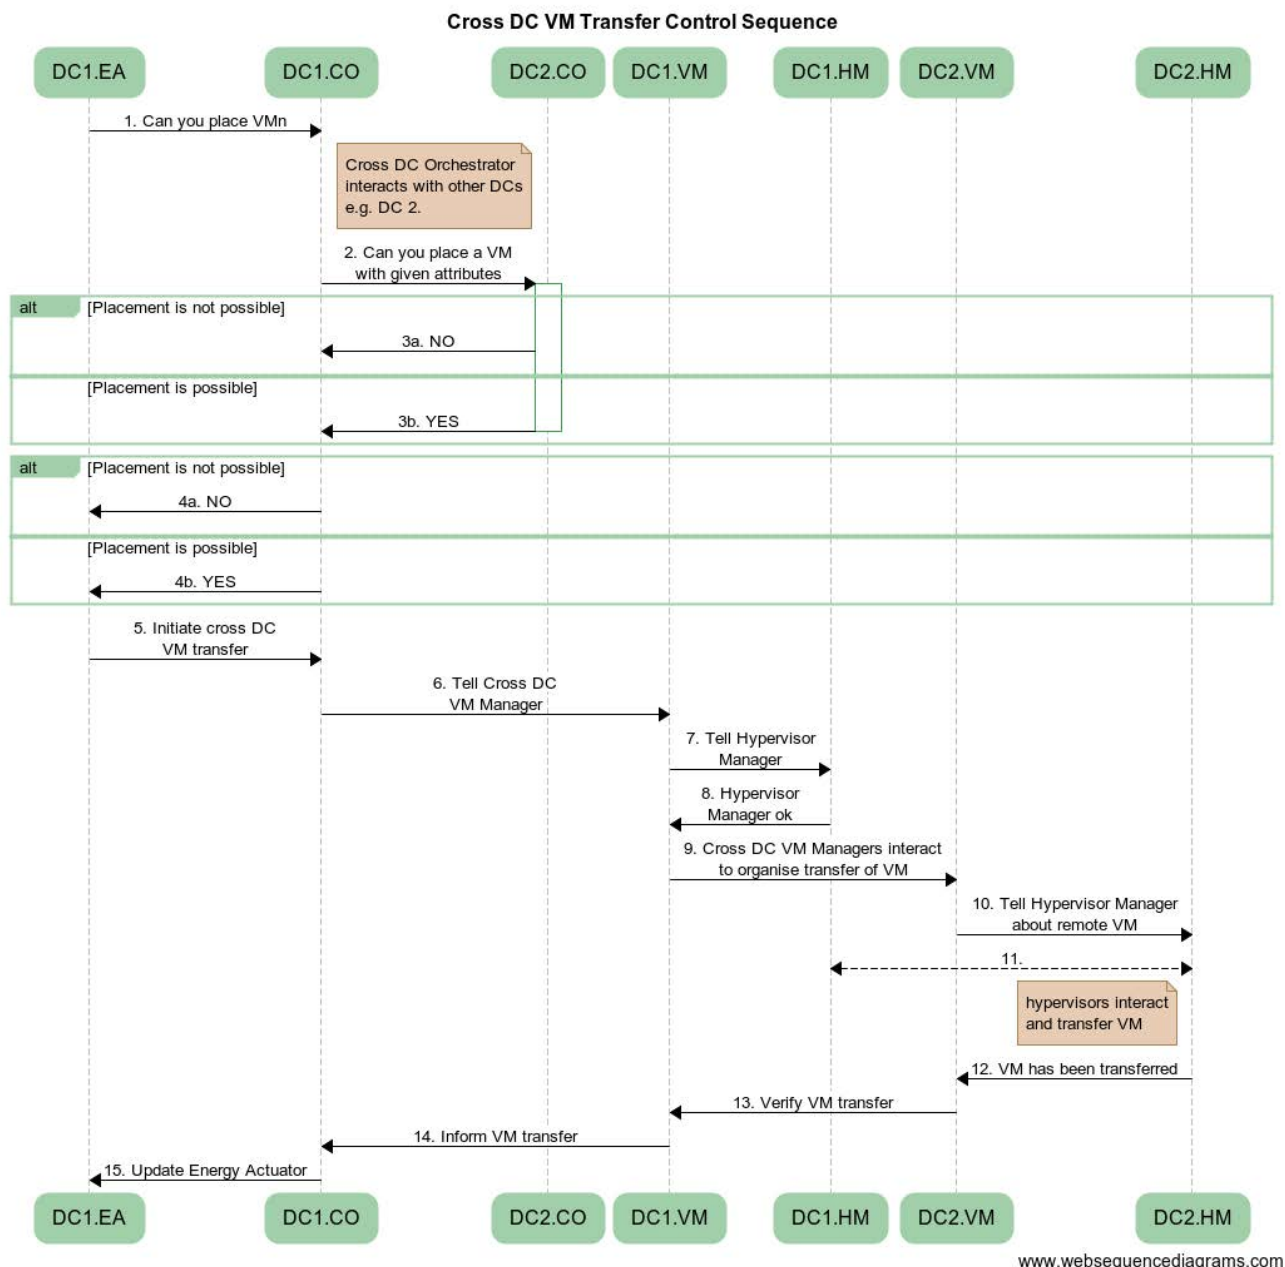 Cross DC VM Transfer Control Sequence
DC1.EA
DC1.CO
DC2.CO
DC1.VM
DC1.HM
DC2.VM
DC2.HM
1. Can you place VMn
Cross DC Orchestrator
interacts with other DCs
e.g. DC 2.
2. Can you place a VM
with given attributes
alt
[Placement is not possible]
3a. NO
[Placement is possible]
3b. YES
alt
[Placement is not possible]
4a. NO
[Placement is possible]
4b. YES
5. Initiate cross DC
VM transfer
6. Tell Cross DC
VM Manager
7. Tell Hypervisor
Manager
8. Hypervisor
Manager ok
9. Cross DC VM Managers interact
to organise transfer of VM
10. Tell Hypervisor Manager
about remote VM
11.
hypervisors interact
and transfer VM
12. VM has been transferred
13. Verify VM transfer
14. Inform VM transfer
15. Update Energy Actuator
DC1.EA
DC1.CO
DC2.CO
DC1.VM
DC1.HM
DC2.VM
DC2.HM
www.websequencediagrams.com